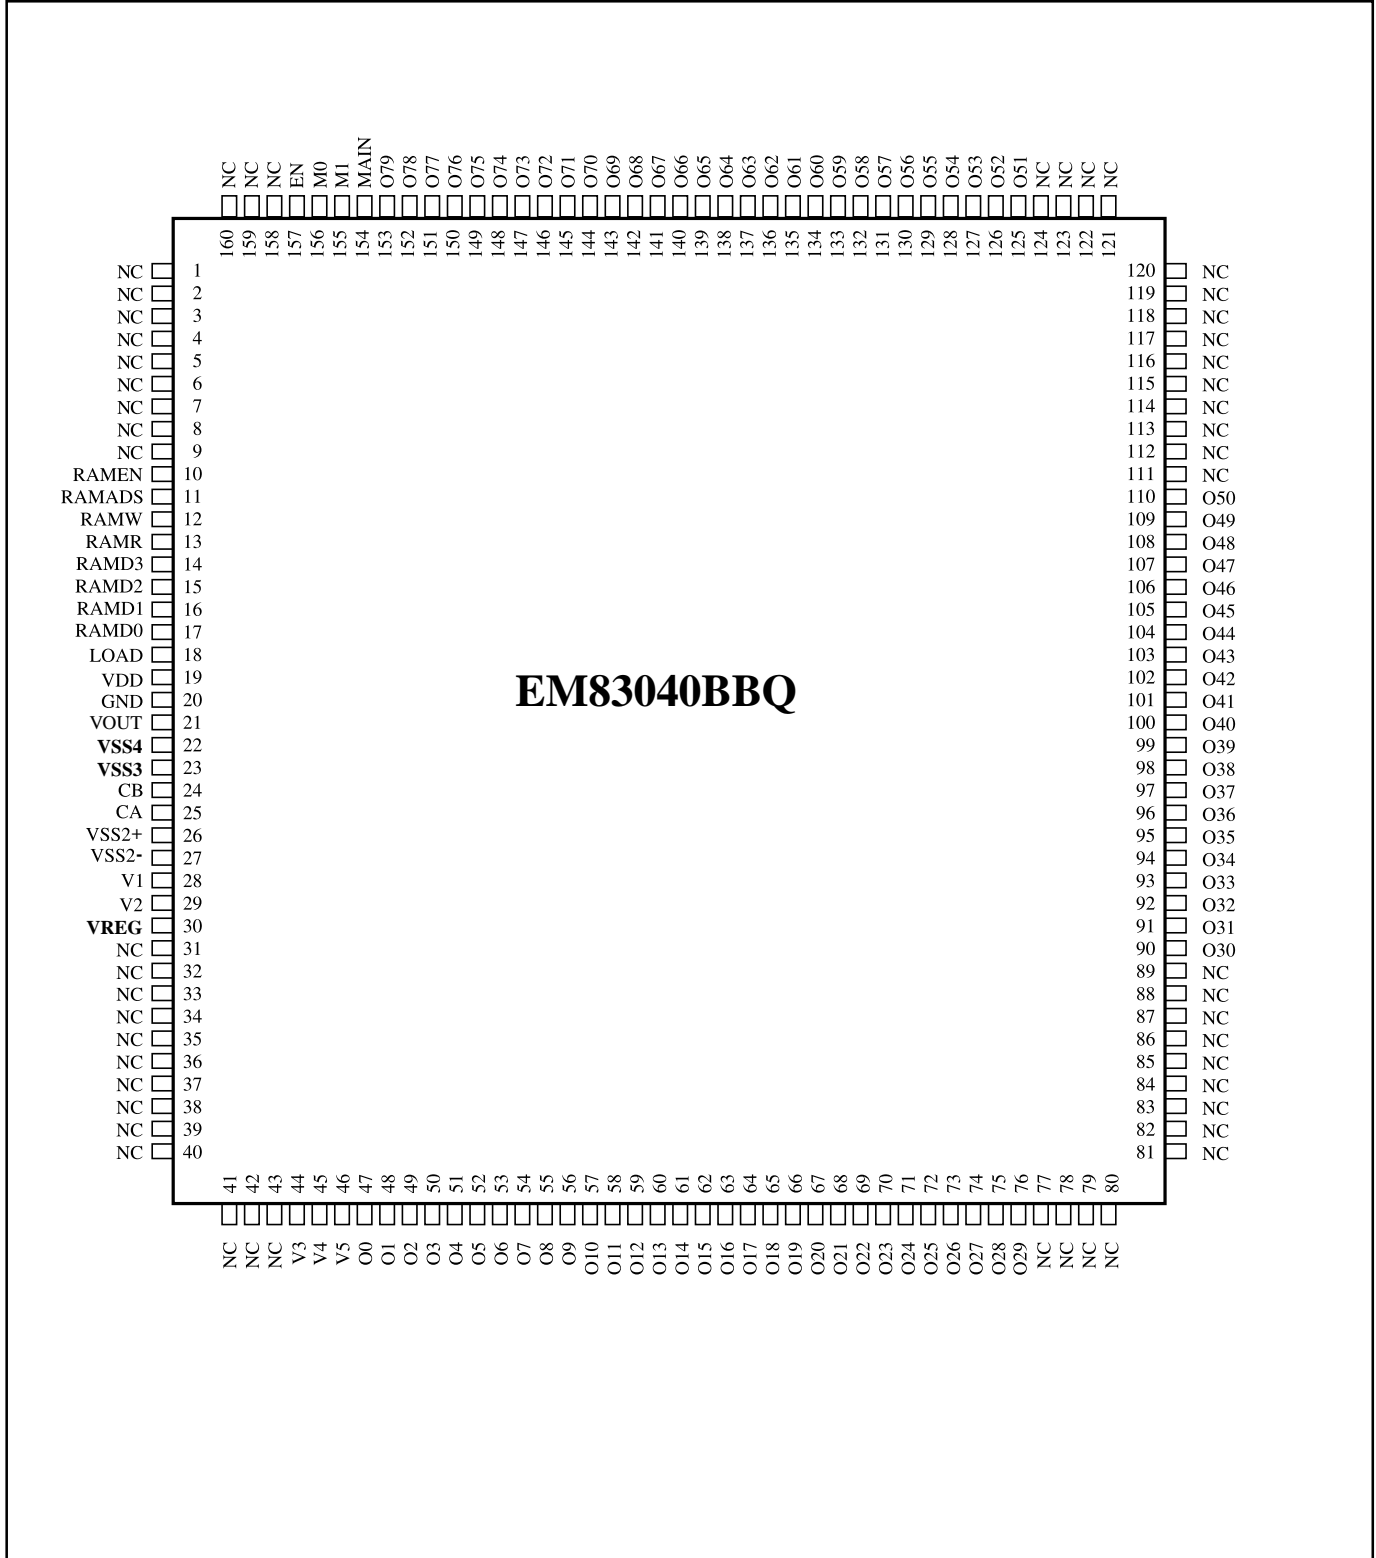 NC NC NC EN M0 M1 MAIN O79 O78 O77 O76 O75 O74 O73 O72 O71 O70 O69 O68 O67 O66 O65 O64 O63 O62 O61 O60 O59 O58 O57 O56 O55 O54 O53 O52 O51 NC NC NC NC
160 159 158 157 156 155 154 153 152 151 150 149 148 147 146 145 144 143 142 141 140 139 138 137 136 135 134 133 132 131 130 129 128 127 126 125 124 123 122 121
NC 1 120 NC
NC 2 119 NC
NC 3 118 NC
NC 4 117 NC
NC 5 116 NC
NC 6 115 NC
NC 7 114 NC
NC 8 113 NC
NC 9 112 NC
RAMEN 10 111 NC
RAMADS 11 110 O50
RAMW 12 109 O49
RAMR 13 108 O48
RAMD3 14 107 O47
RAMD2 15 106 O46
RAMD1 16 105 O45
RAMD0 17 104 O44
LOAD 18 103 O43
VDD 19 102 O42
EM83040BBQ
GND 20 101 O41
VOUT 21 100 O40
VSS4 22 99 O39
VSS3 23 98 O38
CB 24 97 O37
CA 25 96 O36
VSS2+ 26 95 O35
VSS2- 27 94 O34
V1 28 93 O33
V2 29 92 O32
VREG 30 91 O31
NC 31 90 O30
NC 32 89 NC
NC 33 88 NC
NC 34 87 NC
NC 35 86 NC
NC 36 85 NC
NC 37 84 NC
NC 38 83 NC
NC 39 82 NC
NC 40 81 NC
41 42 43 44 45 46 47 48 49 50 51 52 53 54 55 56 57 58 59 60 61 62 63 64 65 66 67 68 69 70 71 72 73 74 75 76 77 78 79 80
NC NC NC V3 V4 V5 O0 O1 O2 O3 O4 O5 O6 O7 O8 O9 O10 O11 O12 O13 O14 O15 O16 O17 O18 O19 O20 O21 O22 O23 O24 O25 O26 O27 O28 O29 NC NC NC NC